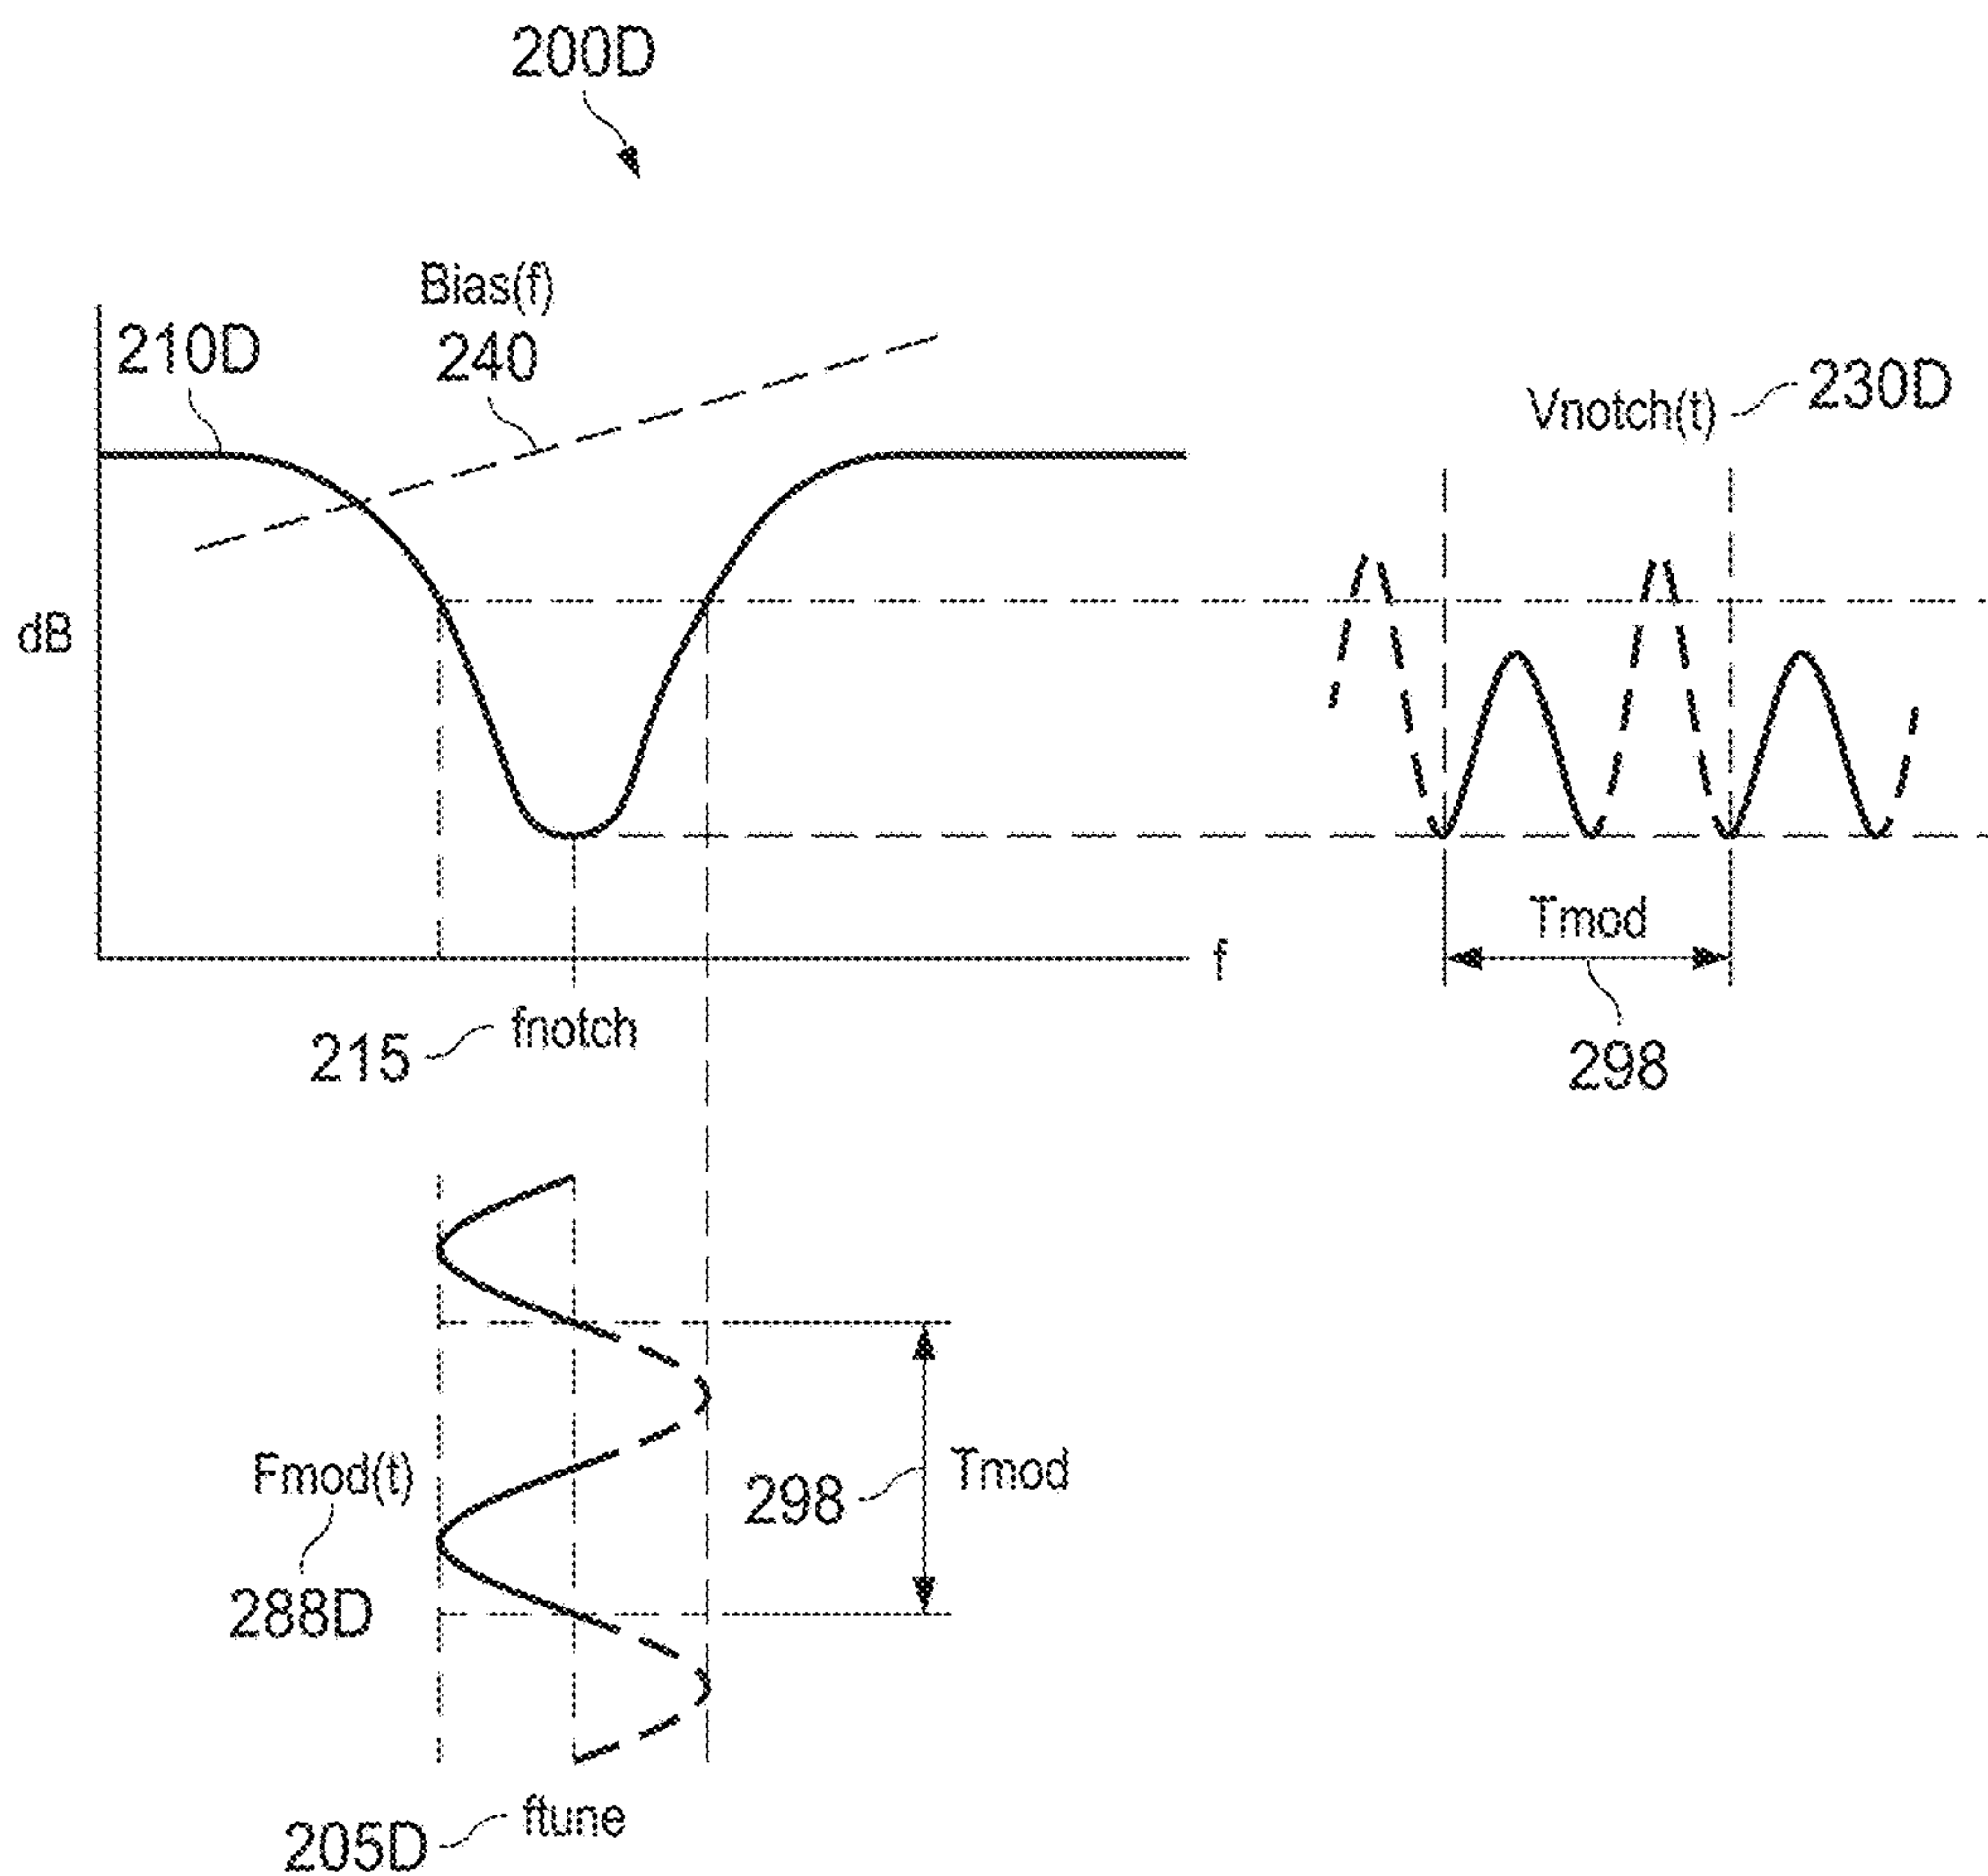 200D
Bias(f)
240
210D
Vnotch(t) 230D
dB
f
Tmod
298
215 fnotch
Fmod(t)
288D
298 Tmod
205D ftune